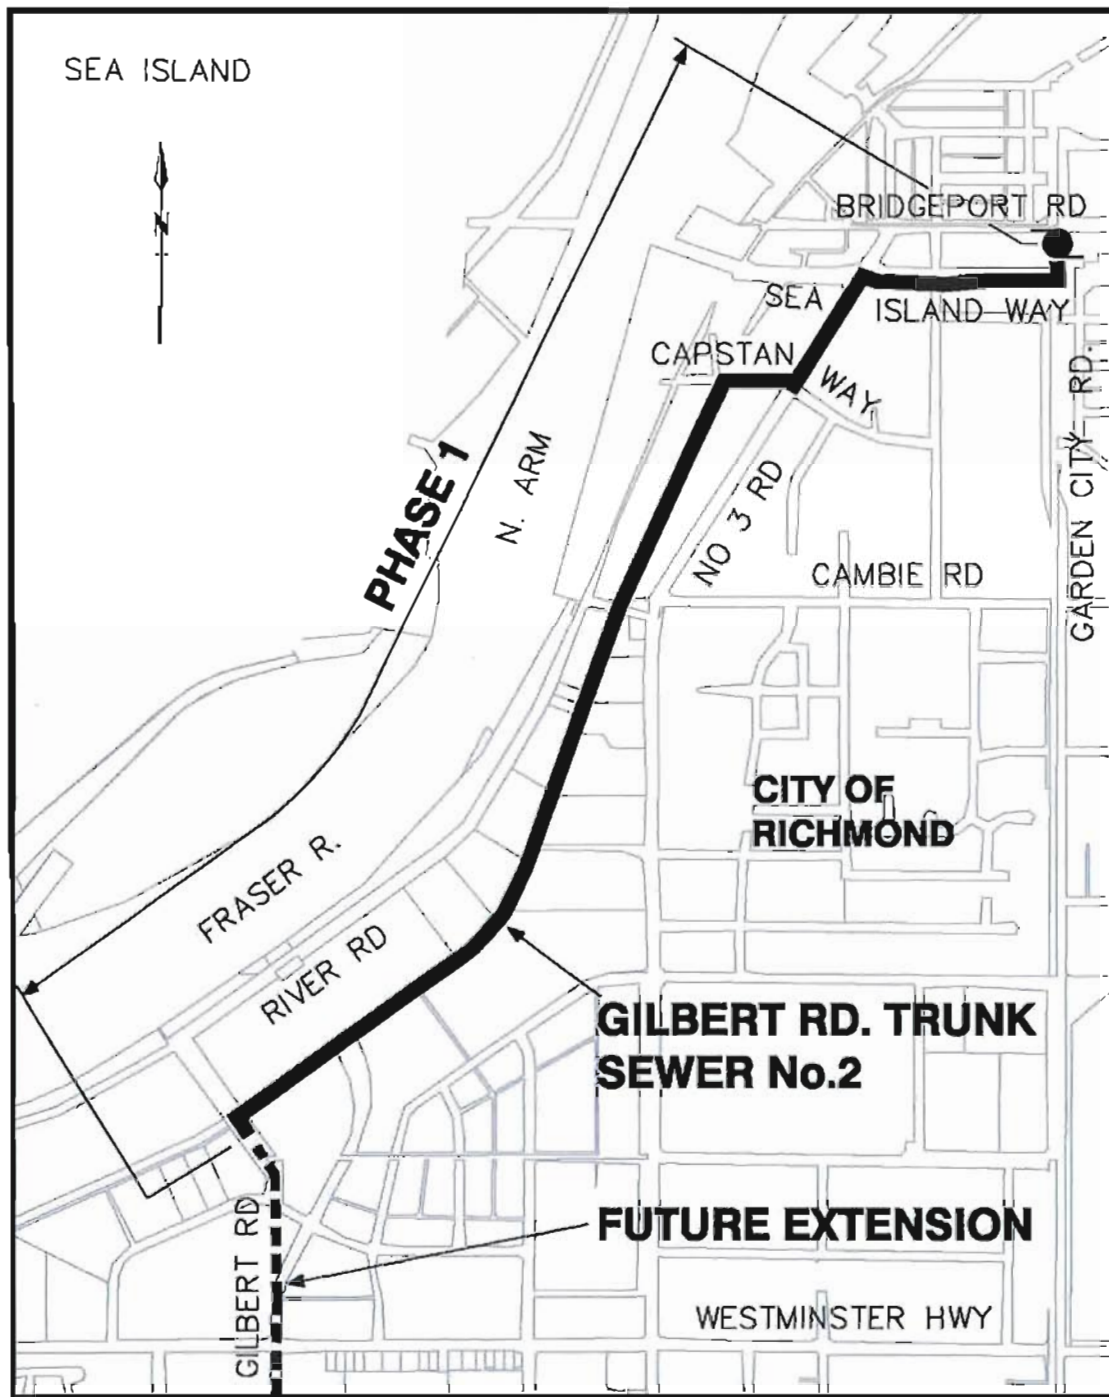 SEA ISLAND
N
BRIDGEPORT RD
SEA
ISLAND WAY
CAPSTAN
WAY
PHASE 1
N. ARM
NO 3 RD
CAMBIE RD
GARDEN CITY RD.
CITY OF
RICHMOND
FRASER R.
RIVER RD
GILBERT RD. TRUNK
SEWER No.2
FUTURE EXTENSION
GILBERT RD
WESTMINSTER HWY